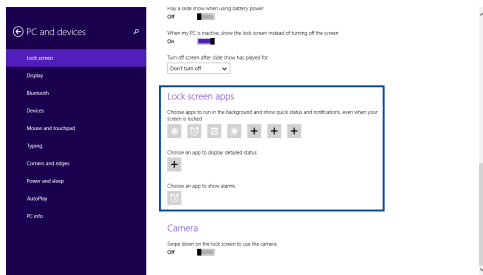 Play a slide show when using battery power
Off
PC and devices
When my PC is inactive, show the lock screen instead of turning off the screen
On
Lock screen
Turn off screen after slide show has played for
Don't turn off
Display
Bluetooth
Devices
Mouse and touchpad
Typing
Corners and edges
Power and sleep
AutoPlay
PC info
Lock screen apps
Choose apps to run in the background and show quick status and notifications, even when your
screen is locked
Choose an app to display detailed status
Choose an app to show alarms
Camera
Swipe down on the lock screen to use the camera
Off